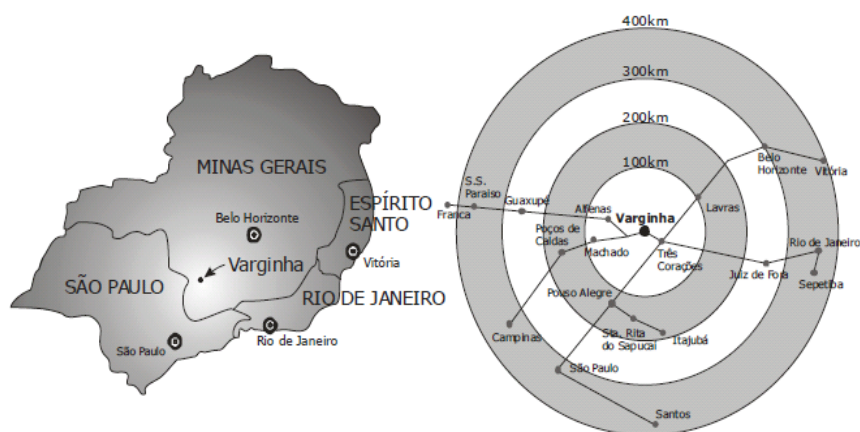 MINAS GERAIS
ESPÍRITO
SANTO
Belo Horizonte
Varginha
Vitória
SÃO PAULO
RIO DE JANEIRO
São Paulo
Rio de Janeiro
400km
300km
200km
100km
Belo
Horizonte
Vitória
S.S.
Paraiso
Franca
Guaxupé
Alfenas
Varginha
Lavras
Poços de
Caldas
Machado
Três
Corações
Rio de Janeiro
Juiz de Fora
Sepetiba
Pouso Alegre
Sta. Rita
do Sapucaí
Itajubá
Campinas
São Paulo
Santos